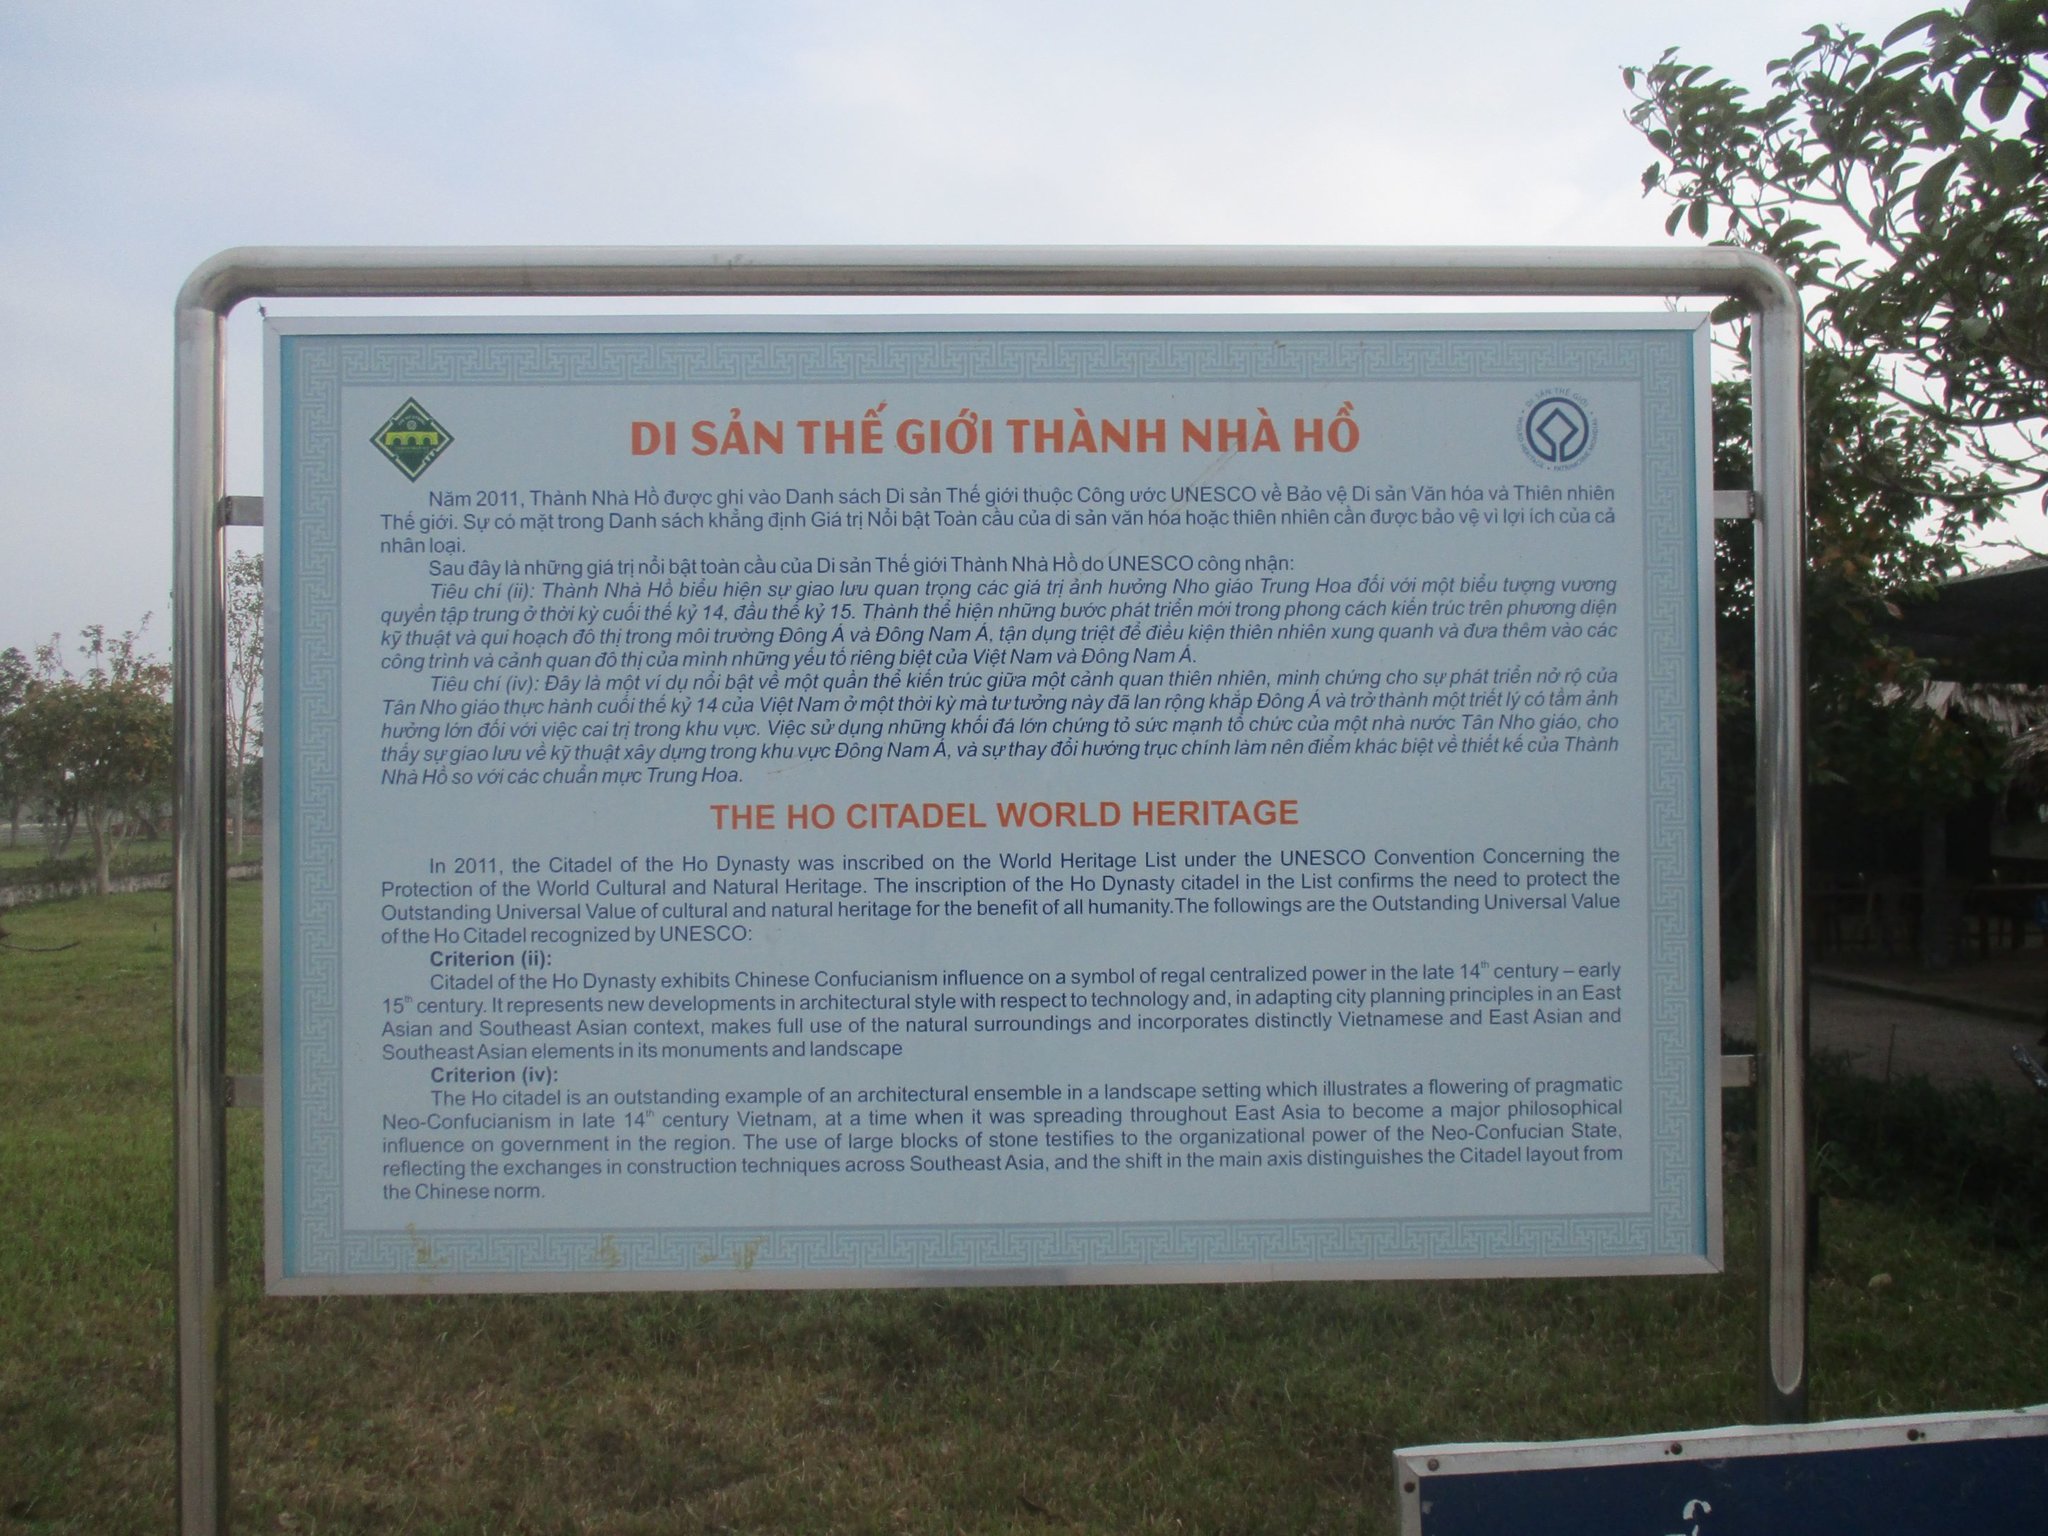 DI SẢN THẾ GIỚI THÀNH NHÀ HỒ
DI SẢN THẾ GIỚI • WORLD HERITAGE • PATRIMOINE MONDIAL
Năm 2011, Thành Nhà Hồ được ghi vào Danh sách Di sản Thế giới thuộc Công ước UNESCO về Bảo vệ Di sản Văn hóa và Thiên nhiên
Thế giới. Sự có mặt trong Danh sách khẳng định Giá trị Nổi bật Toàn cầu của di sản văn hóa hoặc thiên nhiên cần được bảo vệ vì lợi ích của cả
nhân loại.
Sau đây là những giá trị nổi bật toàn cầu của Di sản Thế giới Thành Nhà Hồ do UNESCO công nhận:
Tiêu chí (ii): Thành Nhà Hồ biểu hiện sự giao lưu quan trọng các giá trị ảnh hưởng Nho giáo Trung Hoa đối với một biểu tượng vương
quyền tập trung ở thời kỳ cuối thế kỷ 14, đầu thế kỷ 15. Thành thể hiện những bước phát triển mới trong phong cách kiến trúc trên phương diện
kỹ thuật và qui hoạch đô thị trong môi trường Đông Á và Đông Nam Á, tận dụng triệt để điều kiện thiên nhiên xung quanh và đưa thêm vào các
công trình và cảnh quan đô thị của mình những yếu tố riêng biệt của Việt Nam và Đông Nam Á.
Tiêu chí (iv): Đây là một ví dụ nổi bật về một quần thể kiến trúc giữa một cảnh quan thiên nhiên, minh chứng cho sự phát triển nở rộ của
Tân Nho giáo thực hành cuối thế kỷ 14 của Việt Nam ở một thời kỳ mà tư tưởng này đã lan rộng khắp Đông Á và trở thành một triết lý có tầm ảnh
hưởng lớn đối với việc cai trị trong khu vực. Việc sử dụng những khối đá lớn chứng tỏ sức mạnh tổ chức của một nhà nước Tân Nho giáo, cho
thấy sự giao lưu về kỹ thuật xây dựng trong khu vực Đông Nam Á, và sự thay đổi hướng trục chính làm nên điểm khác biệt về thiết kế của Thành
Nhà Hồ so với các chuẩn mực Trung Hoa.
THE HO CITADEL WORLD HERITAGE
In 2011, the Citadel of the Ho Dynasty was inscribed on the World Heritage List under the UNESCO Convention Concerning the
Protection of the World Cultural and Natural Heritage. The inscription of the Ho Dynasty citadel in the List confirms the need to protect the
Outstanding Universal Value of cultural and natural heritage for the benefit of all humanity.The followings are the Outstanding Universal Value
of the Ho Citadel recognized by UNESCO:
Criterion (ii):
Citadel of the Ho Dynasty exhibits Chinese Confucianism influence on a symbol of regal centralized power in the late 14th century – early
15th century. It represents new developments in architectural style with respect to technology and, in adapting city planning principles in an East
Asian and Southeast Asian context, makes full use of the natural surroundings and incorporates distinctly Vietnamese and East Asian and
Southeast Asian elements in its monuments and landscape
Criterion (iv):
The Ho citadel is an outstanding example of an architectural ensemble in a landscape setting which illustrates a flowering of pragmatic
Neo-Confucianism in late 14th century Vietnam, at a time when it was spreading throughout East Asia to become a major philosophical
influence on government in the region. The use of large blocks of stone testifies to the organizational power of the Neo-Confucian State,
reflecting the exchanges in construction techniques across Southeast Asia, and the shift in the main axis distinguishes the Citadel layout from
the Chinese norm.